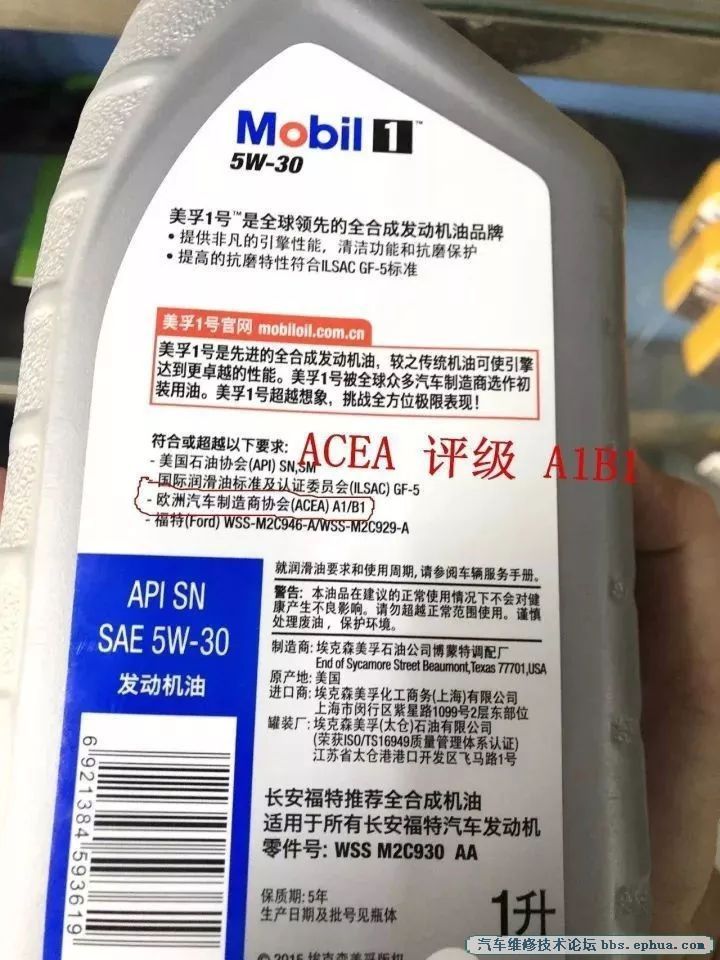 Mobil 1™
5W-30
美孚1号™是全球领先的全合成发动机油品牌
• 提供非凡的引擎性能，清洁功能和抗磨保护
• 提高的抗磨特性符合ILSAC GF-5标准
美孚1号官网 mobiloil.com.cn
美孚1号是先进的全合成发动机油，较之传统机油可使引擎
达到更卓越的性能。美孚1号被全球众多汽车制造商选作初
装用油。美孚1号超越想象，挑战全方位极限表现！
符合或超越以下要求：
ACEA 评级 A1B1
- 美国石油协会(API) SN,SM
- 国际润滑油标准及认证委员会(ILSAC) GF-5
- 欧洲汽车制造商协会(ACEA) A1/B1
- 福特(Ford) WSS-M2C946-A/WSS-M2C929-A
API SN
SAE 5W-30
发动机油
就润滑油要求和使用周期，请参阅车辆服务手册。
警告：本油品在建议的正常使用情况下不会对健
康产生不良影响。请勿超越正常范围使用。谨慎
处理废油，保护环境。
制造商：埃克森美孚石油公司博蒙特调配厂
End of Sycamore Street Beaumont,Texas 77701,USA
原产地：美国
进口商：埃克森美孚化工商务(上海)有限公司
上海市闵行区紫星路1099号2层东部位
罐装厂：埃克森美孚(太仓)石油有限公司
(荣获ISO/TS16949质量管理体系认证)
江苏省太仓港港口开发区飞马路1号
长安福特推荐全合成机油
适用于所有长安福特汽车发动机
零件号：WSS M2C930 AA
保质期：5年
生产日期及批号见瓶体
1升
6 921384 593619
© 2015 埃克森美孚版权
汽车维修技术论坛 bbs.ephua.com